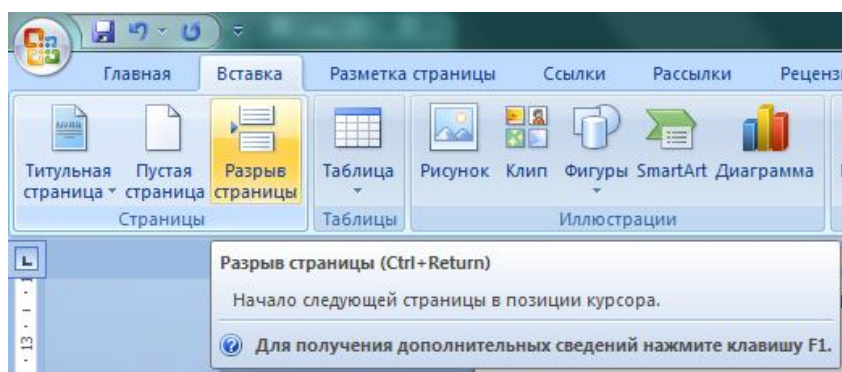 Главная Вставка Разметка страницы Ссылки Рассылки
Титульная Пустая Разрыв Таблица Рисунок Клип Фигуры SmartArt Диаграмма
страница страница страницы
Страницы Таблицы Иллюстрации
Разрыв страницы (Ctrl+Return)
Начало следующей страницы в позиции курсора.
Для получения дополнительных сведений нажмите клавишу F1.
13